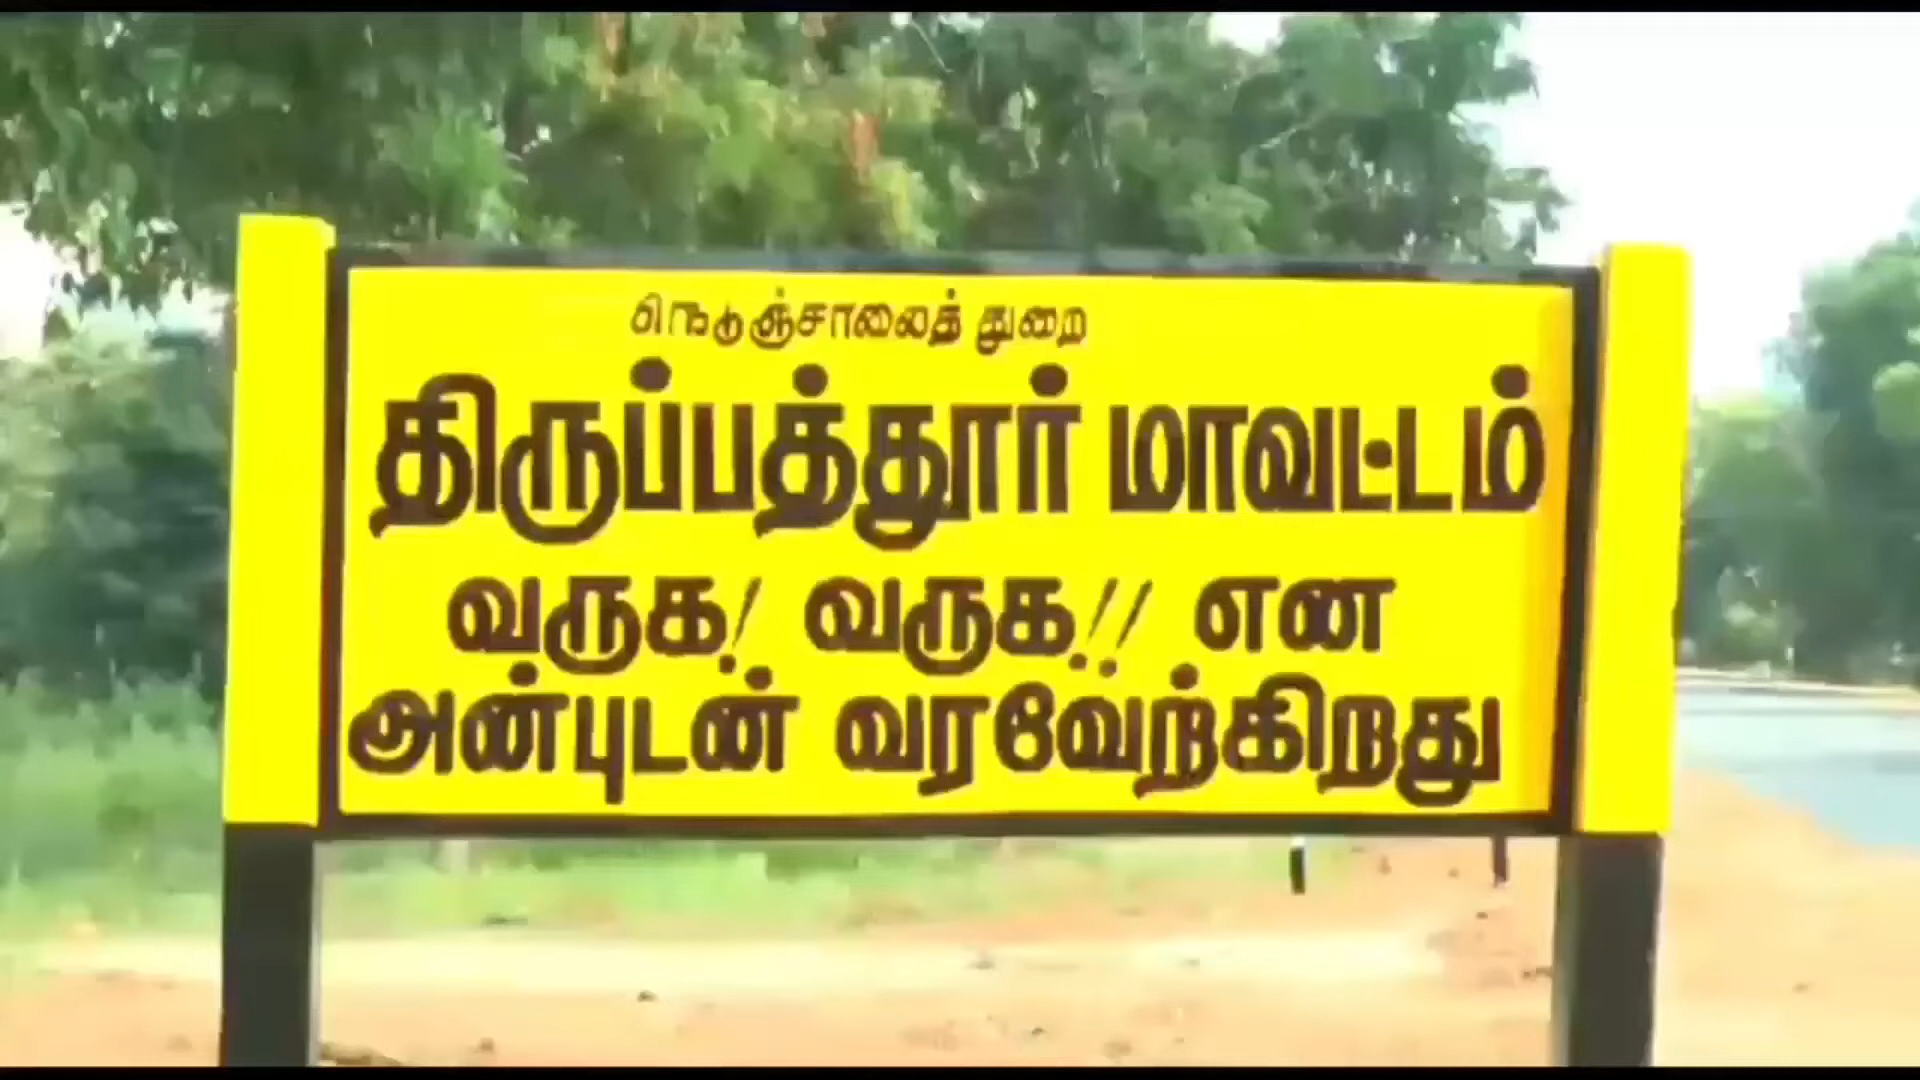 நெடுஞ்சாலைத் துறை
திருப்பத்தூர் மாவட்டம்
வருக! வருக!! என
அன்புடன் வரவேற்கிறது